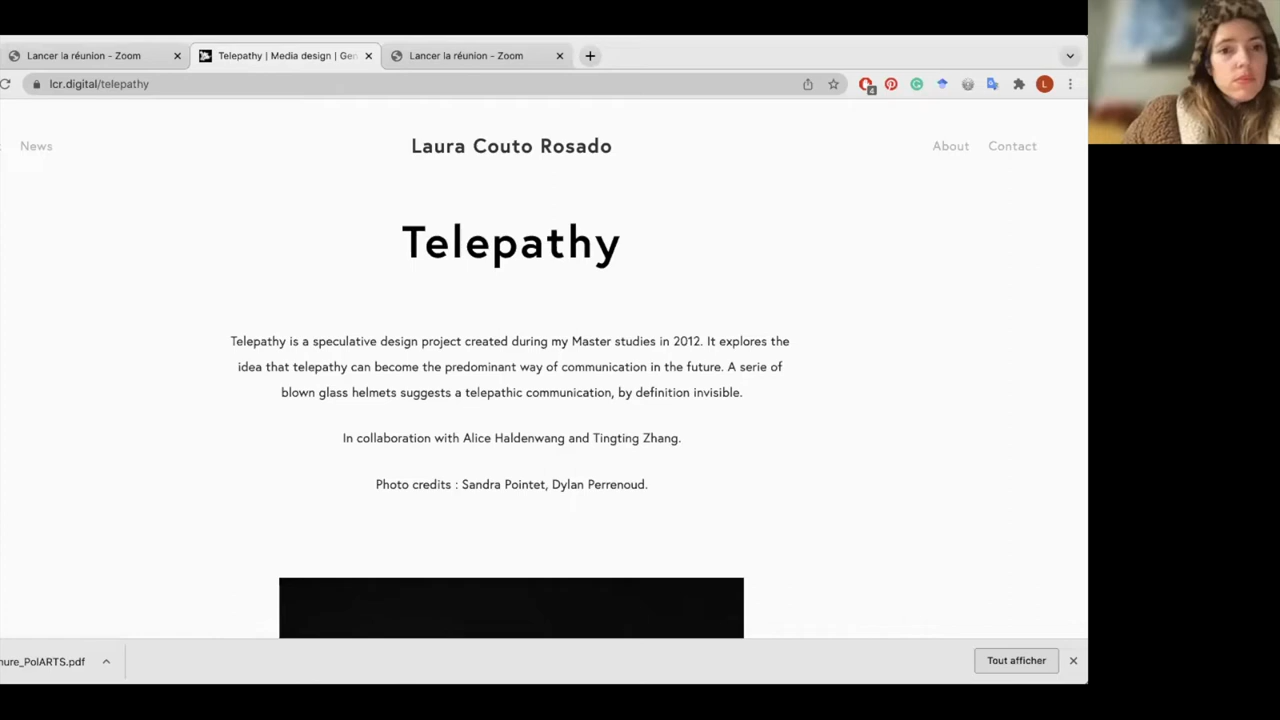 Lancer la réunion - Zoom
Telepathy | Media design | Gen
Lancer la réunion - Zoom
lcr.digital/telepathy
4
L
News
Laura Couto Rosado
About
Contact
Telepathy
Telepathy is a speculative design project created during my Master studies in 2012. It explores the
idea that telepathy can become the predominant way of communication in the future. A serie of
blown glass helmets suggests a telepathic communication, by definition invisible.
In collaboration with Alice Haldenwang and Tingting Zhang.
Photo credits : Sandra Pointet, Dylan Perrenoud.
hure_PolARTS.pdf
Tout afficher